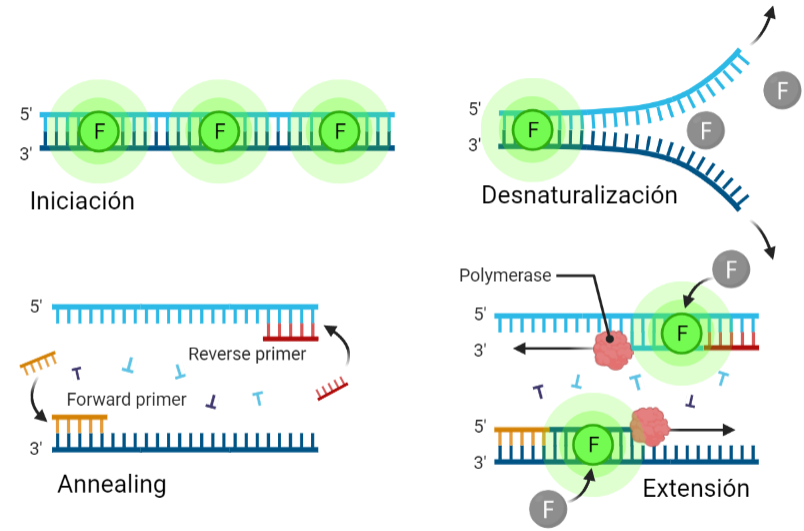 5'
F F F
3'
Iniciación
5'
F
F
F
3'
Desnaturalización
5'
Reverse primer
Forward primer
3'
Annealing
F
Polymerase
5'
F
3'
5'
F
3'
Extensión
F